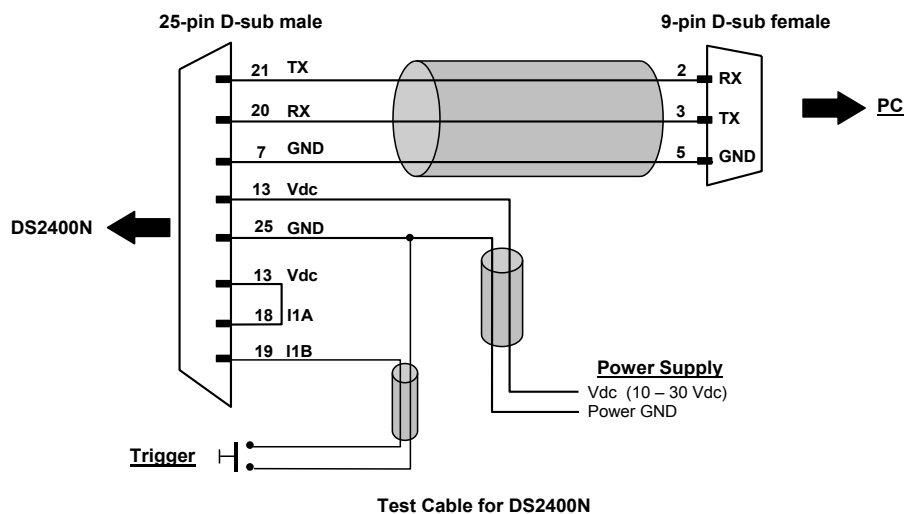 25-pin D-sub male
9-pin D-sub female
21 TX
2 RX
20 RX
3 TX
PC
7 GND
5 GND
13 Vdc
DS2400N
25 GND
13 Vdc
18 I1A
19 I1B
Power Supply
Vdc (10 – 30 Vdc)
Power GND
Trigger
Test Cable for DS2400N